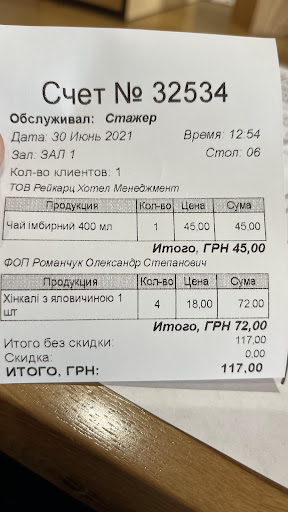 Счет № 32534
Обслуживал: Стажер
Дата: 30 Июнь 2021 Время: 12:54
Зал: ЗАЛ 1 Стол: 06
Кол-во клиентов: 1
ТОВ Рейкарц Хотел Менеджмент
Продукция Кол-во Цена Сума
Чай імбирний 400 мл 1 45,00 45,00
Итого, ГРН 45,00
ФОП Романчук Олександр Степанович
Продукция Кол-во Цена Сума
Хінкалі з яловичиною 1 шт 4 18,00 72,00
Итого, ГРН 72,00
Итого без скидки: 117,00
Скидка: 0,00
ИТОГО, ГРН: 117,00